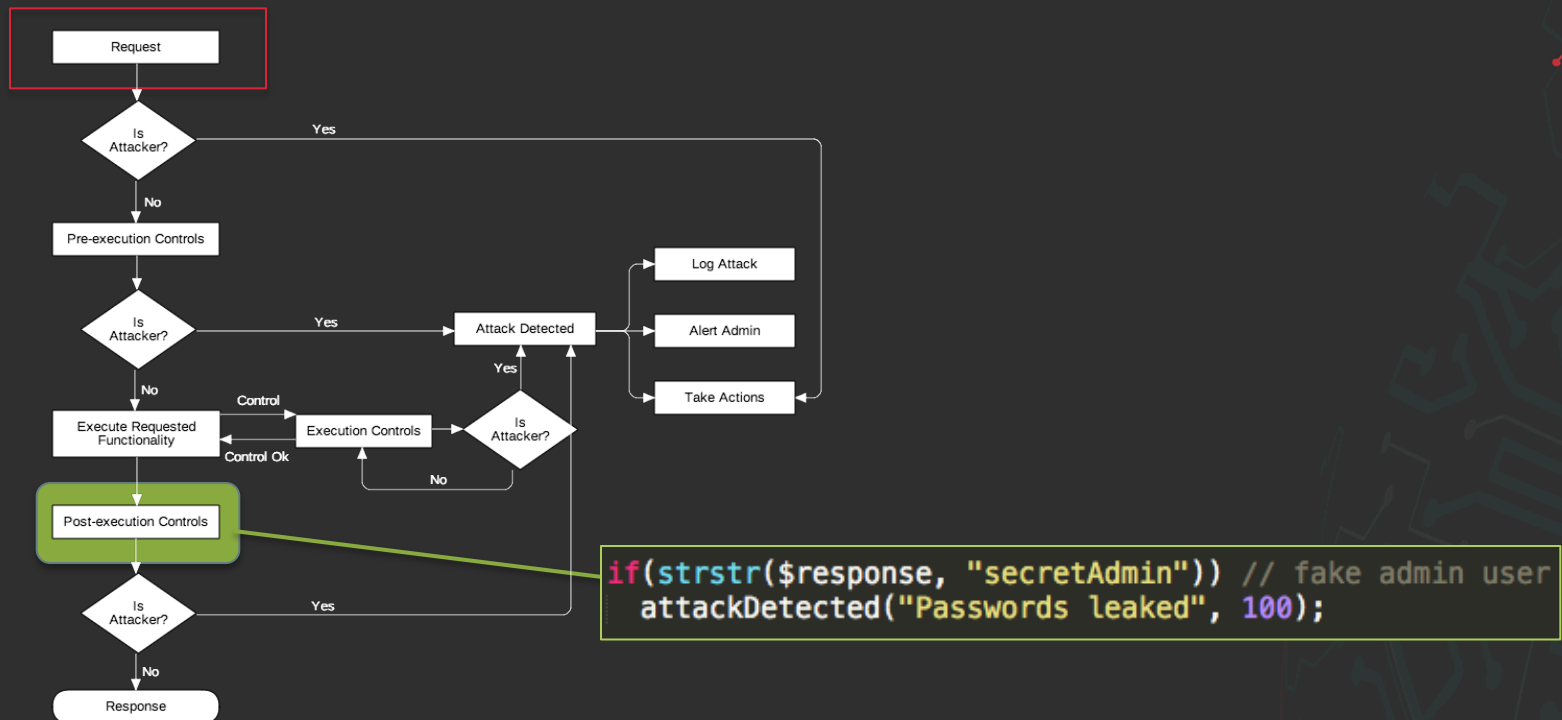 Request
Is
Attacker?
Yes
No
Pre-execution Controls
Log Attack
Is
Attacker?
Yes
Attack Detected
Alert Admin
Yes
No
Control
Take Actions
Execute Requested
Functionality
Execution Controls
Is
Attacker?
Control Ok
No
Post-execution Controls
if(strstr($response, "secretAdmin")) // fake admin user
attackDetected("Passwords leaked", 100);
Is
Attacker?
Yes
No
Response